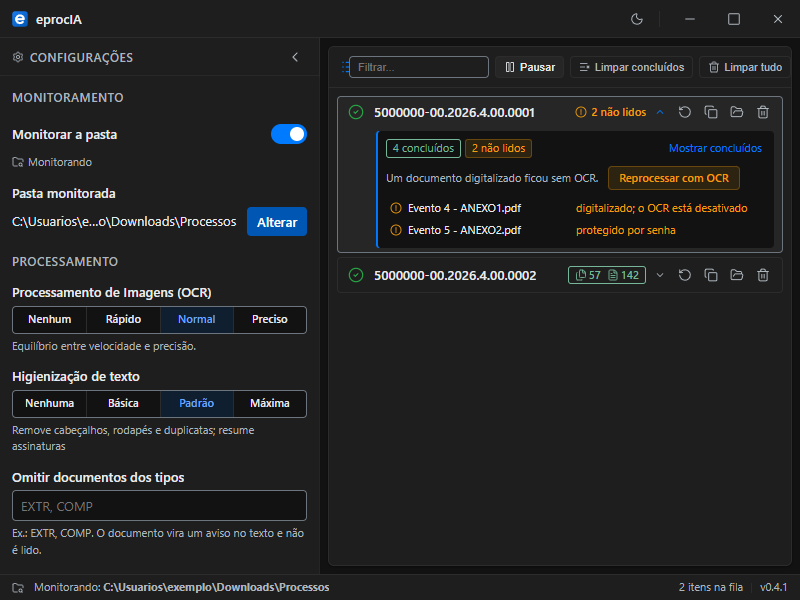 eprocIA
CONFIGURAÇÕES
MONITORAMENTO
Monitorar a pasta
Monitorando
Pasta monitorada
C:\Usuarios\e...o\Downloads\Processos
Alterar
PROCESSAMENTO
Processamento de Imagens (OCR)
Nenhum Rápido Normal Preciso
Equilíbrio entre velocidade e precisão.
Higienização de texto
Nenhuma Básica Padrão Máxima
Remove cabeçalhos, rodapés e duplicatas; resume
assinaturas
Omitir documentos dos tipos
EXTR, COMP
Ex.: EXTR, COMP. O documento vira um aviso no texto e não
é lido.
Filtrar... Pausar Limpar concluídos Limpar tudo
5000000-00.2026.4.00.0001 2 não lidos
4 concluídos 2 não lidos Mostrar concluídos
Um documento digitalizado ficou sem OCR. Reprocessar com OCR
Evento 4 - ANEXO1.pdf digitalizado; o OCR está desativado
Evento 5 - ANEXO2.pdf protegido por senha
5000000-00.2026.4.00.0002 57 142
Monitorando: C:\Usuarios\exemplo\Downloads\Processos 2 itens na fila v0.4.1